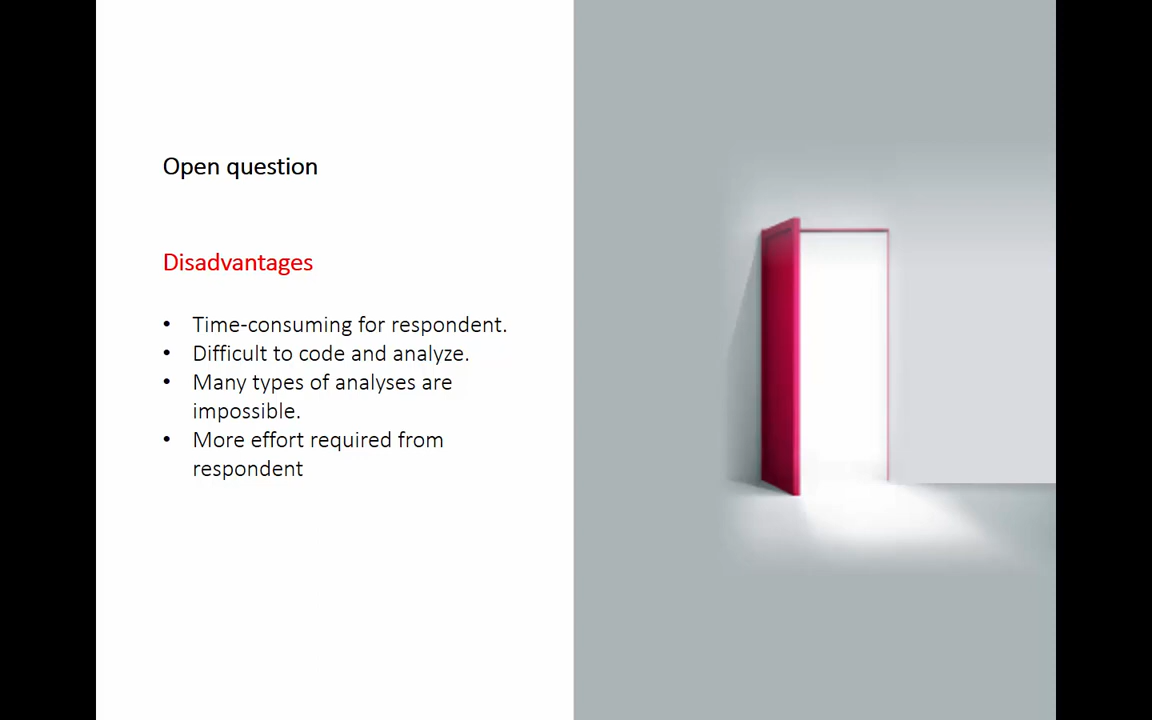 Open question
Disadvantages
• Time-consuming for respondent.
• Difficult to code and analyze.
• Many types of analyses are
impossible.
• More effort required from
respondent